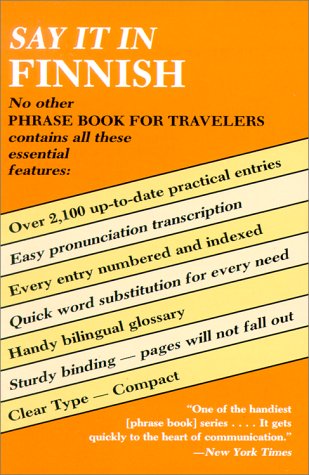 SAY IT IN
FINNISH
No other
PHRASE BOOK FOR TRAVELERS
contains all these
essential
features:
Over 2,100 up-to-date practical entries
Easy pronunciation transcription
Every entry numbered and indexed
Quick word substitution for every need
Handy bilingual glossary
Sturdy binding — pages will not fall out
Clear Type — Compact
“One of the handiest
[phrase book] series . . . . It gets
quickly to the heart of communication.”
—New York Times